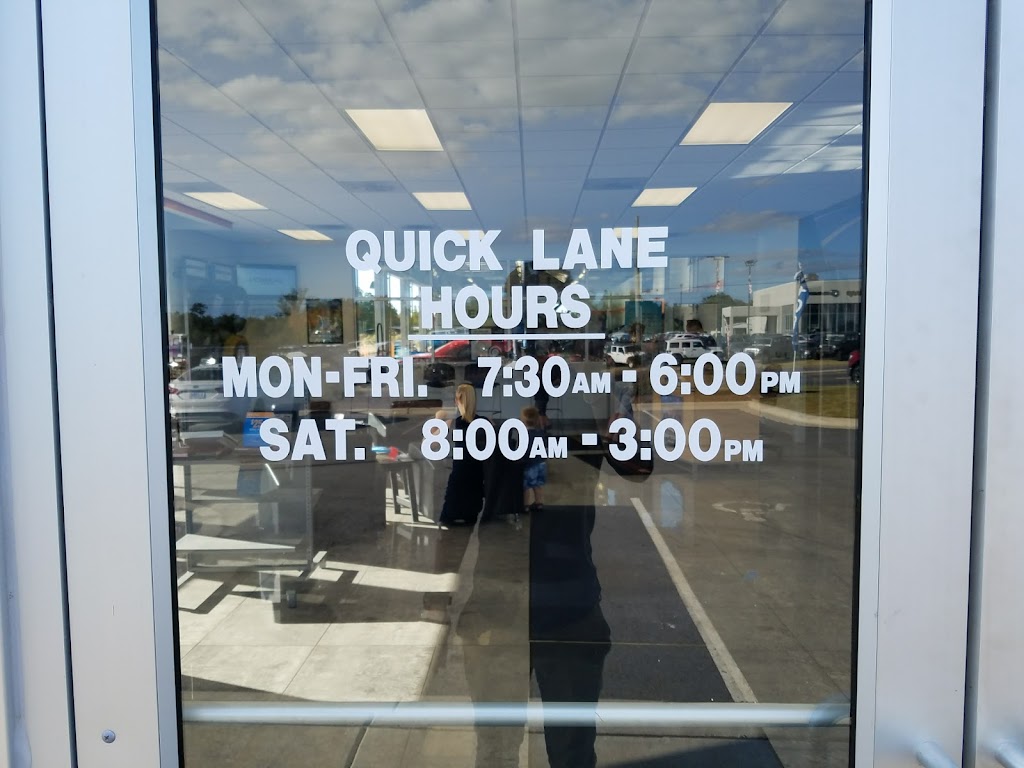 QUICK LANE
HOURS
MON-FRI. 7:30AM - 6:00PM
SAT. 8:00AM - 3:00PM